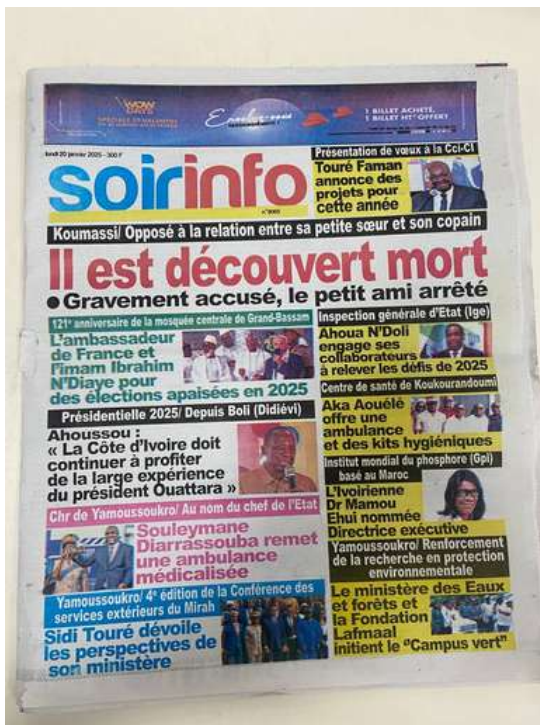 WOW
DAYS
1 BILLET ACHETÉ,
1 BILLET HT* OFFERT
lundi 20 janvier 2025 - 300 F
soirinfo
Présentation de vœux à la Cci-CI
Touré Faman
annonce des
projets pour
cette année
Koumassi/ Opposé à la relation entre sa petite sœur et son copain
Il est découvert mort
●Gravement accusé, le petit ami arrêté
121e anniversaire de la mosquée centrale de Grand-Bassam
L'ambassadeur
de France et
l'imam Ibrahim
N'Diaye pour
des élections apaisées en 2025
Inspection générale d'Etat (Ige)
Ahoua N'Doli
engage ses
collaborateurs
à relever les défis de 2025
Présidentielle 2025/ Depuis Boli (Didiévi)
Ahoussou :
« La Côte d'Ivoire doit
continuer à profiter
de la large expérience
du président Ouattara »
Centre de santé de Koukourandoumi
Aka Aouélé
offre une
ambulance
et des kits hygiéniques
Chr de Yamoussoukro/ Au nom du chef de l'Etat
Souleymane
Diarrassouba remet
une ambulance
médicalisée
Institut mondial du phosphore (Gpi)
basé au Maroc
L'Ivoirienne
Dr Mamou
Ehui nommée
Directrice exécutive
Yamoussoukro/ 4e édition de la Conférence des
services extérieurs du Mirah
Sidi Touré dévoile
les perspectives de
son ministère
Yamoussoukro/ Renforcement
de la recherche en protection
environnementale
Le ministère des Eaux
et forêts et
la Fondation
Lafmaal
initient le "Campus vert"